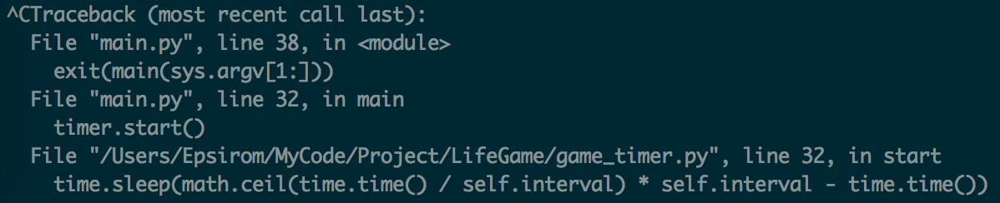 ^CTraceback (most recent call last):
  File "main.py", line 38, in <module>
    exit(main(sys.argv[1:]))
  File "main.py", line 32, in main
    timer.start()
  File "/Users/Epsirom/MyCode/Project/LifeGame/game_timer.py", line 32, in start
    time.sleep(math.ceil(time.time() / self.interval) * self.interval - time.time())